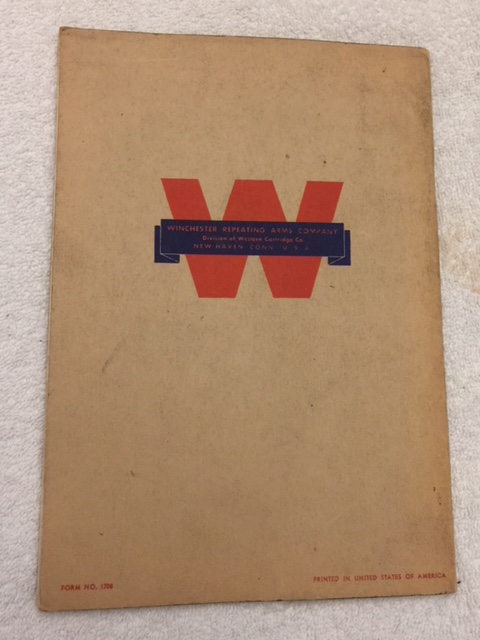 W
WINCHESTER REPEATING ARMS COMPANY
Division of Western Cartridge Co.
NEW HAVEN CONN. U.S.A.
FORM NO. 1709
PRINTED IN UNITED STATES OF AMERICA